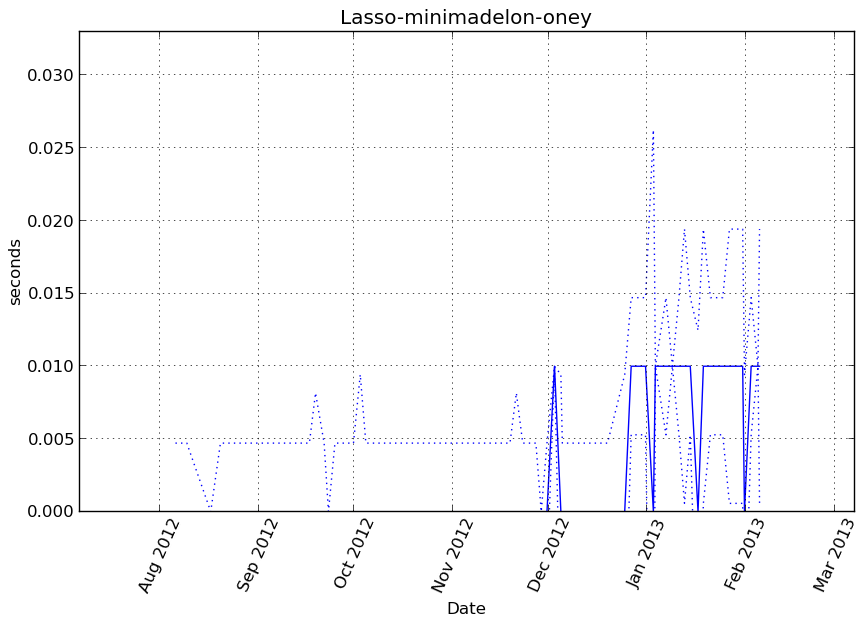 Lasso-minimadelon-oney
0.030
0.025
0.020
0.015
0.010
0.005
0.000
seconds
Aug 2012
Sep 2012
Oct 2012
Nov 2012
Dec 2012
Jan 2013
Feb 2013
Mar 2013
Date